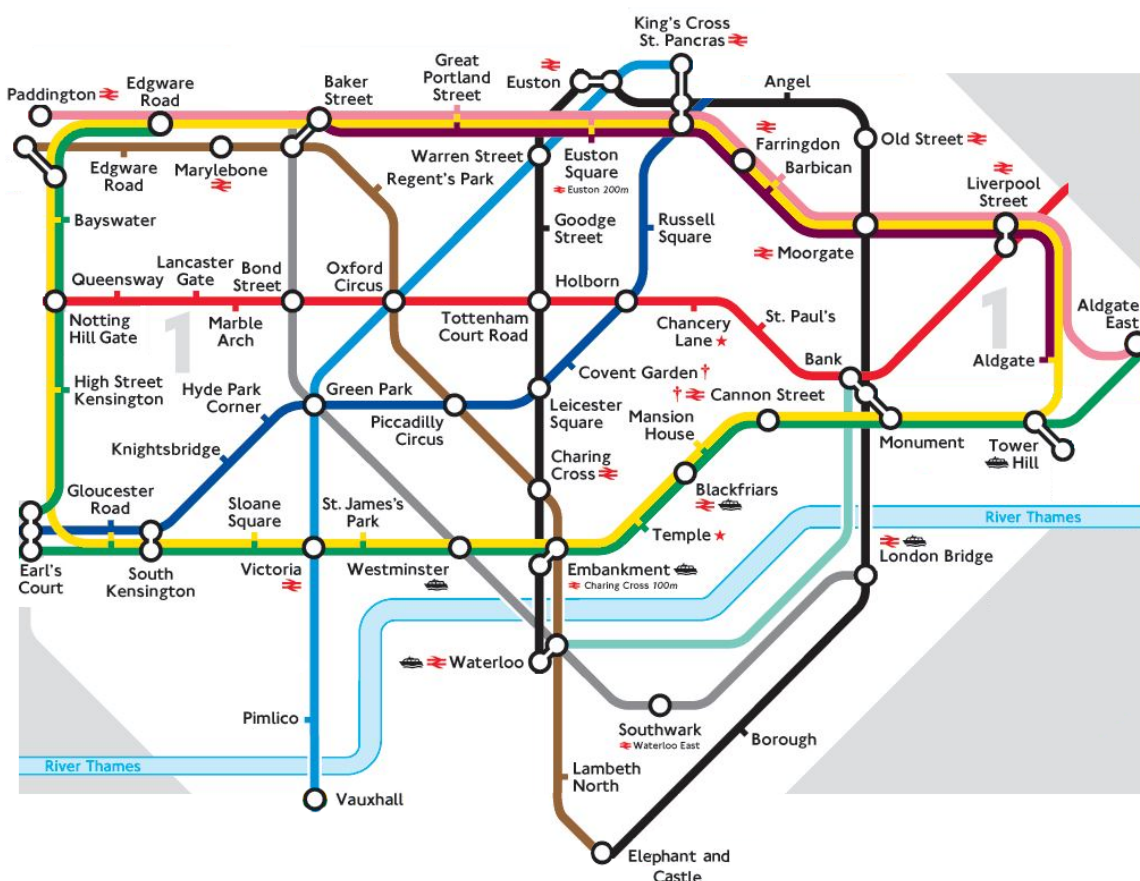 King's Cross
St. Pancras
Euston
Great
Portland
Street
Baker
Street
Edgware
Road
Paddington
Angel
Old Street
Farringdon
Barbican
Liverpool
Street
Warren Street
Euston
Square
Euston 200m
Edgware
Road
Marylebone
Regent's Park
Bayswater
Goodge
Street
Russell
Square
Moorgate
Queensway
Lancaster
Gate
Bond
Street
Oxford
Circus
Holborn
Notting
Hill Gate
1
Marble
Arch
Tottenham
Court Road
Chancery
Lane ★
St. Paul's
1
Aldgate
East
Aldgate
Bank
High Street
Kensington
Hyde Park
Corner
Green Park
Covent Garden †
† Cannon Street
Piccadilly
Circus
Leicester
Square
Mansion
House
Monument
Tower
Hill
Knightsbridge
Charing
Cross
Gloucester
Road
Sloane
Square
St. James's
Park
Blackfriars
Temple ★
River Thames
London Bridge
Earl's
Court
South
Kensington
Victoria
Westminster
Embankment
Charing Cross 100m
Waterloo
Pimlico
Southwark
Waterloo East
Borough
River Thames
Lambeth
North
Vauxhall
Elephant and
Castle